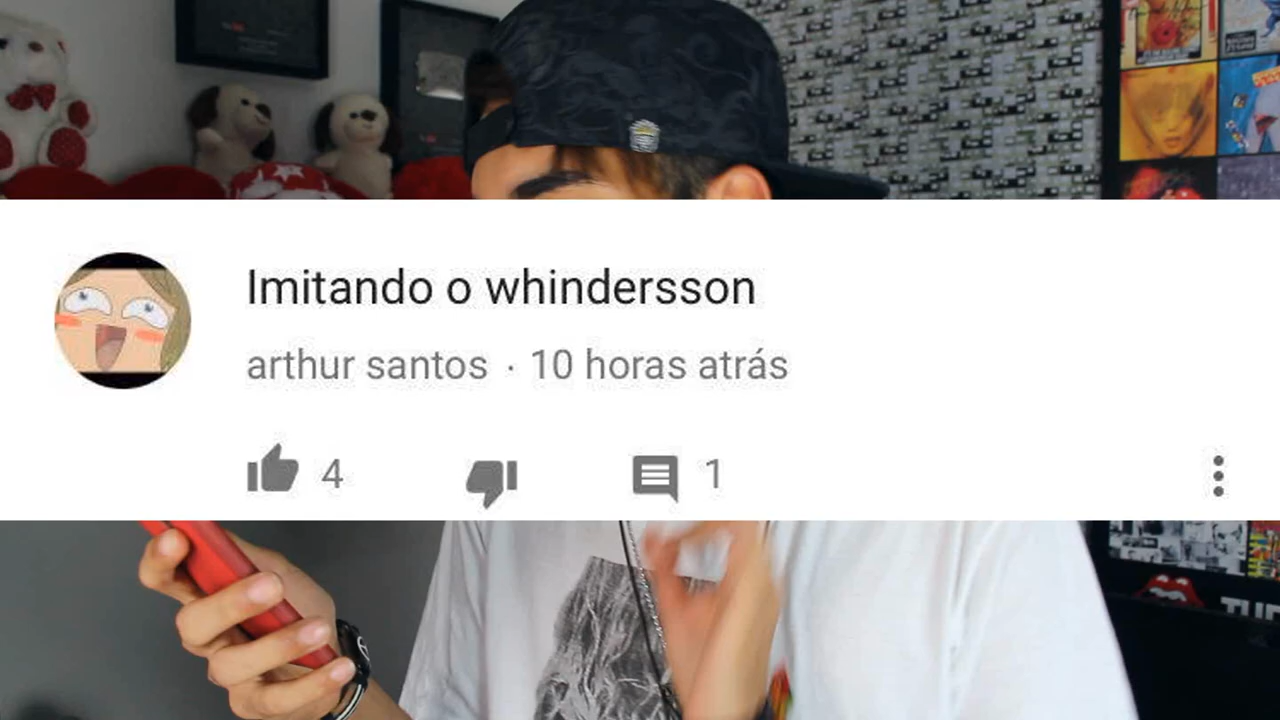 Imitando o whindersson
arthur santos · 10 horas atrás
4
1